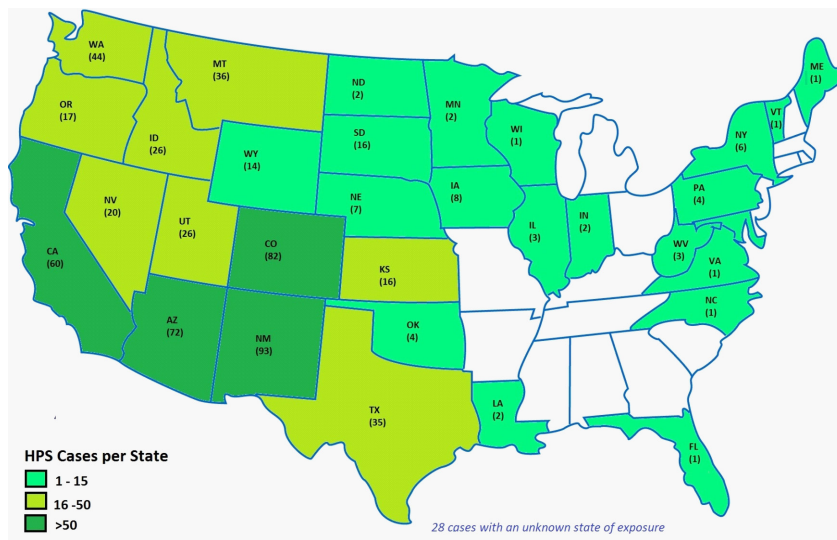 WA
(44)
MT
(36)
ND
(2)
MN
(2)
ME
(1)
OR
(17)
ID
(26)
WY
(14)
SD
(16)
WI
(1)
NY
(6)
VT
(1)
NV
(20)
UT
(26)
NE
(7)
IA
(8)
IL
(3)
IN
(2)
PA
(4)
CA
(60)
CO
(82)
KS
(16)
WV
(3)
VA
(1)
AZ
(72)
NM
(93)
OK
(4)
NC
(1)
TX
(35)
LA
(2)
FL
(1)
HPS Cases per State
1 - 15
16 -50
>50
28 cases with an unknown state of exposure